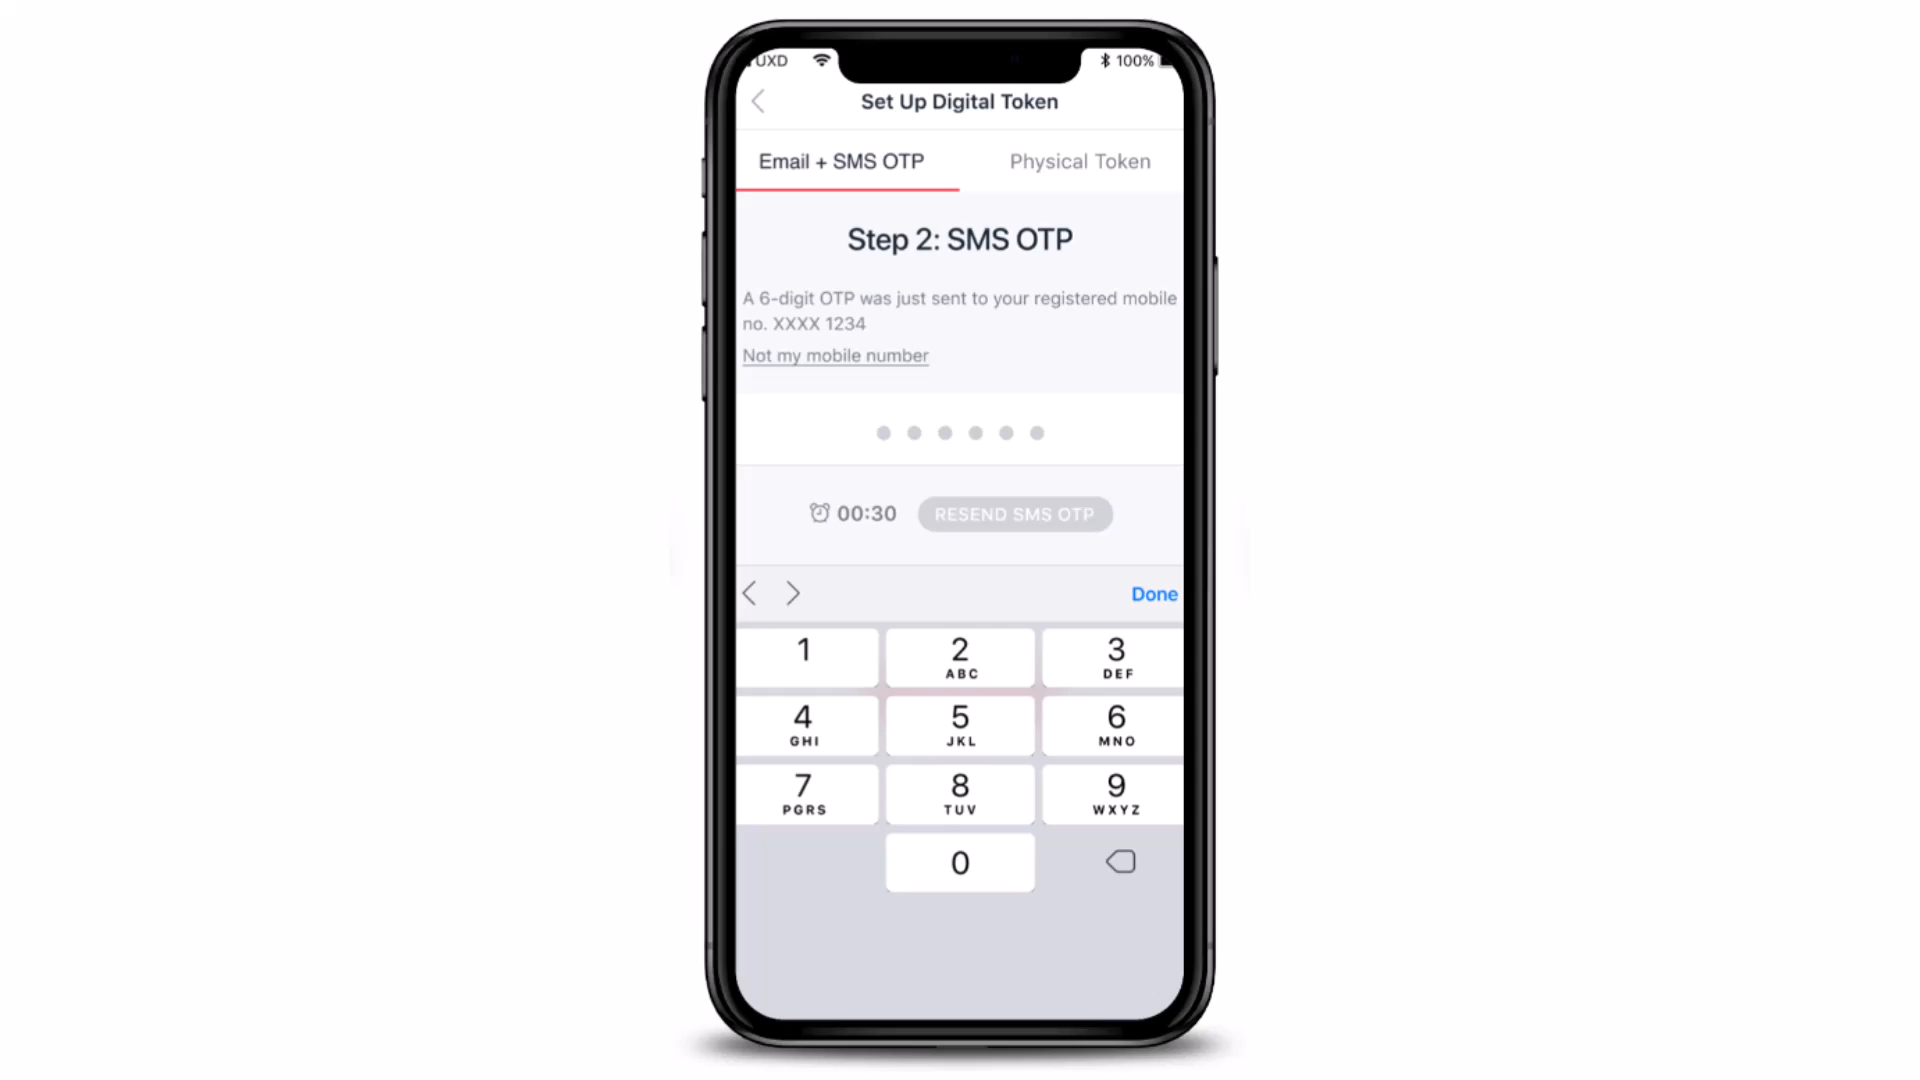 UXD 100%
Set Up Digital Token
Email + SMS OTP Physical Token
Step 2: SMS OTP
A 6-digit OTP was just sent to your registered mobile
no. XXXX 1234
Not my mobile number
00:30 RESEND SMS OTP
Done
1 2 3
ABC DEF
4 5 6
GHI JKL MNO
7 8 9
PGRS TUV WXYZ
0